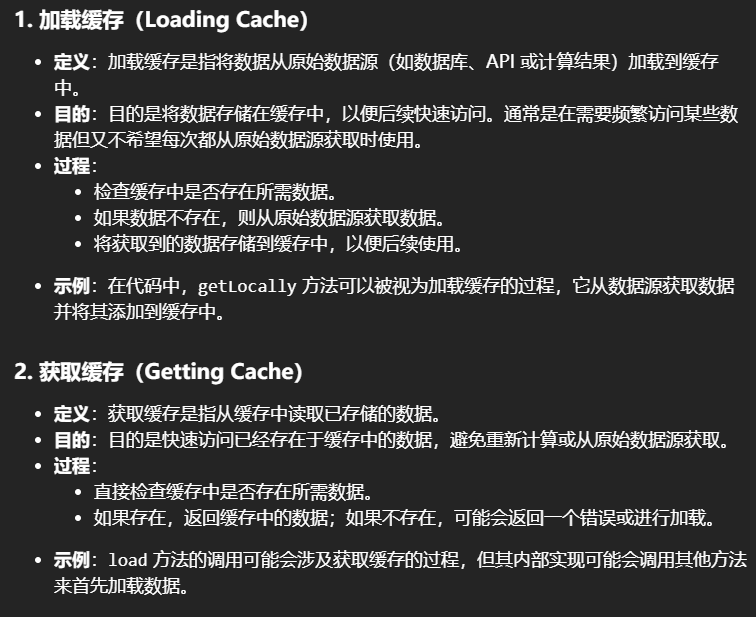 1. 加载缓存（Loading Cache）
定义：加载缓存是指将数据从原始数据源（如数据库、API 或计算结果）加载到缓存
中。
目的：目的是将数据存储在缓存中，以便后续快速访问。通常是在需要频繁访问某些数
据但又不希望每次都从原始数据源获取时使用。
过程：
检查缓存中是否存在所需数据。
如果数据不存在，则从原始数据源获取数据。
将获取到的数据存储到缓存中，以便后续使用。
示例：在代码中，getLocally 方法可以被视为加载缓存的过程，它从数据源获取数据
并将其添加到缓存中。
2. 获取缓存（Getting Cache）
定义：获取缓存是指从缓存中读取已存储的数据。
目的：目的是快速访问已经存在于缓存中的数据，避免重新计算或从原始数据源获取。
过程：
直接检查缓存中是否存在所需数据。
如果存在，返回缓存中的数据；如果不存在，可能会返回一个错误或进行加载。
示例：load 方法的调用可能会涉及获取缓存的过程，但其内部实现可能会调用其他方法
来首先加载数据。